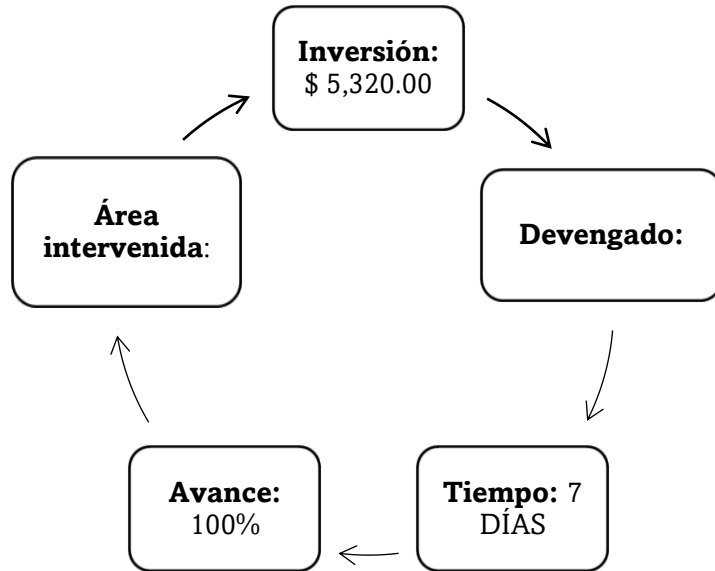 Inversión:
$ 5,320.00
Área
intervenida:
Devengado:
Avance:
100%
Tiempo: 7
DÍAS